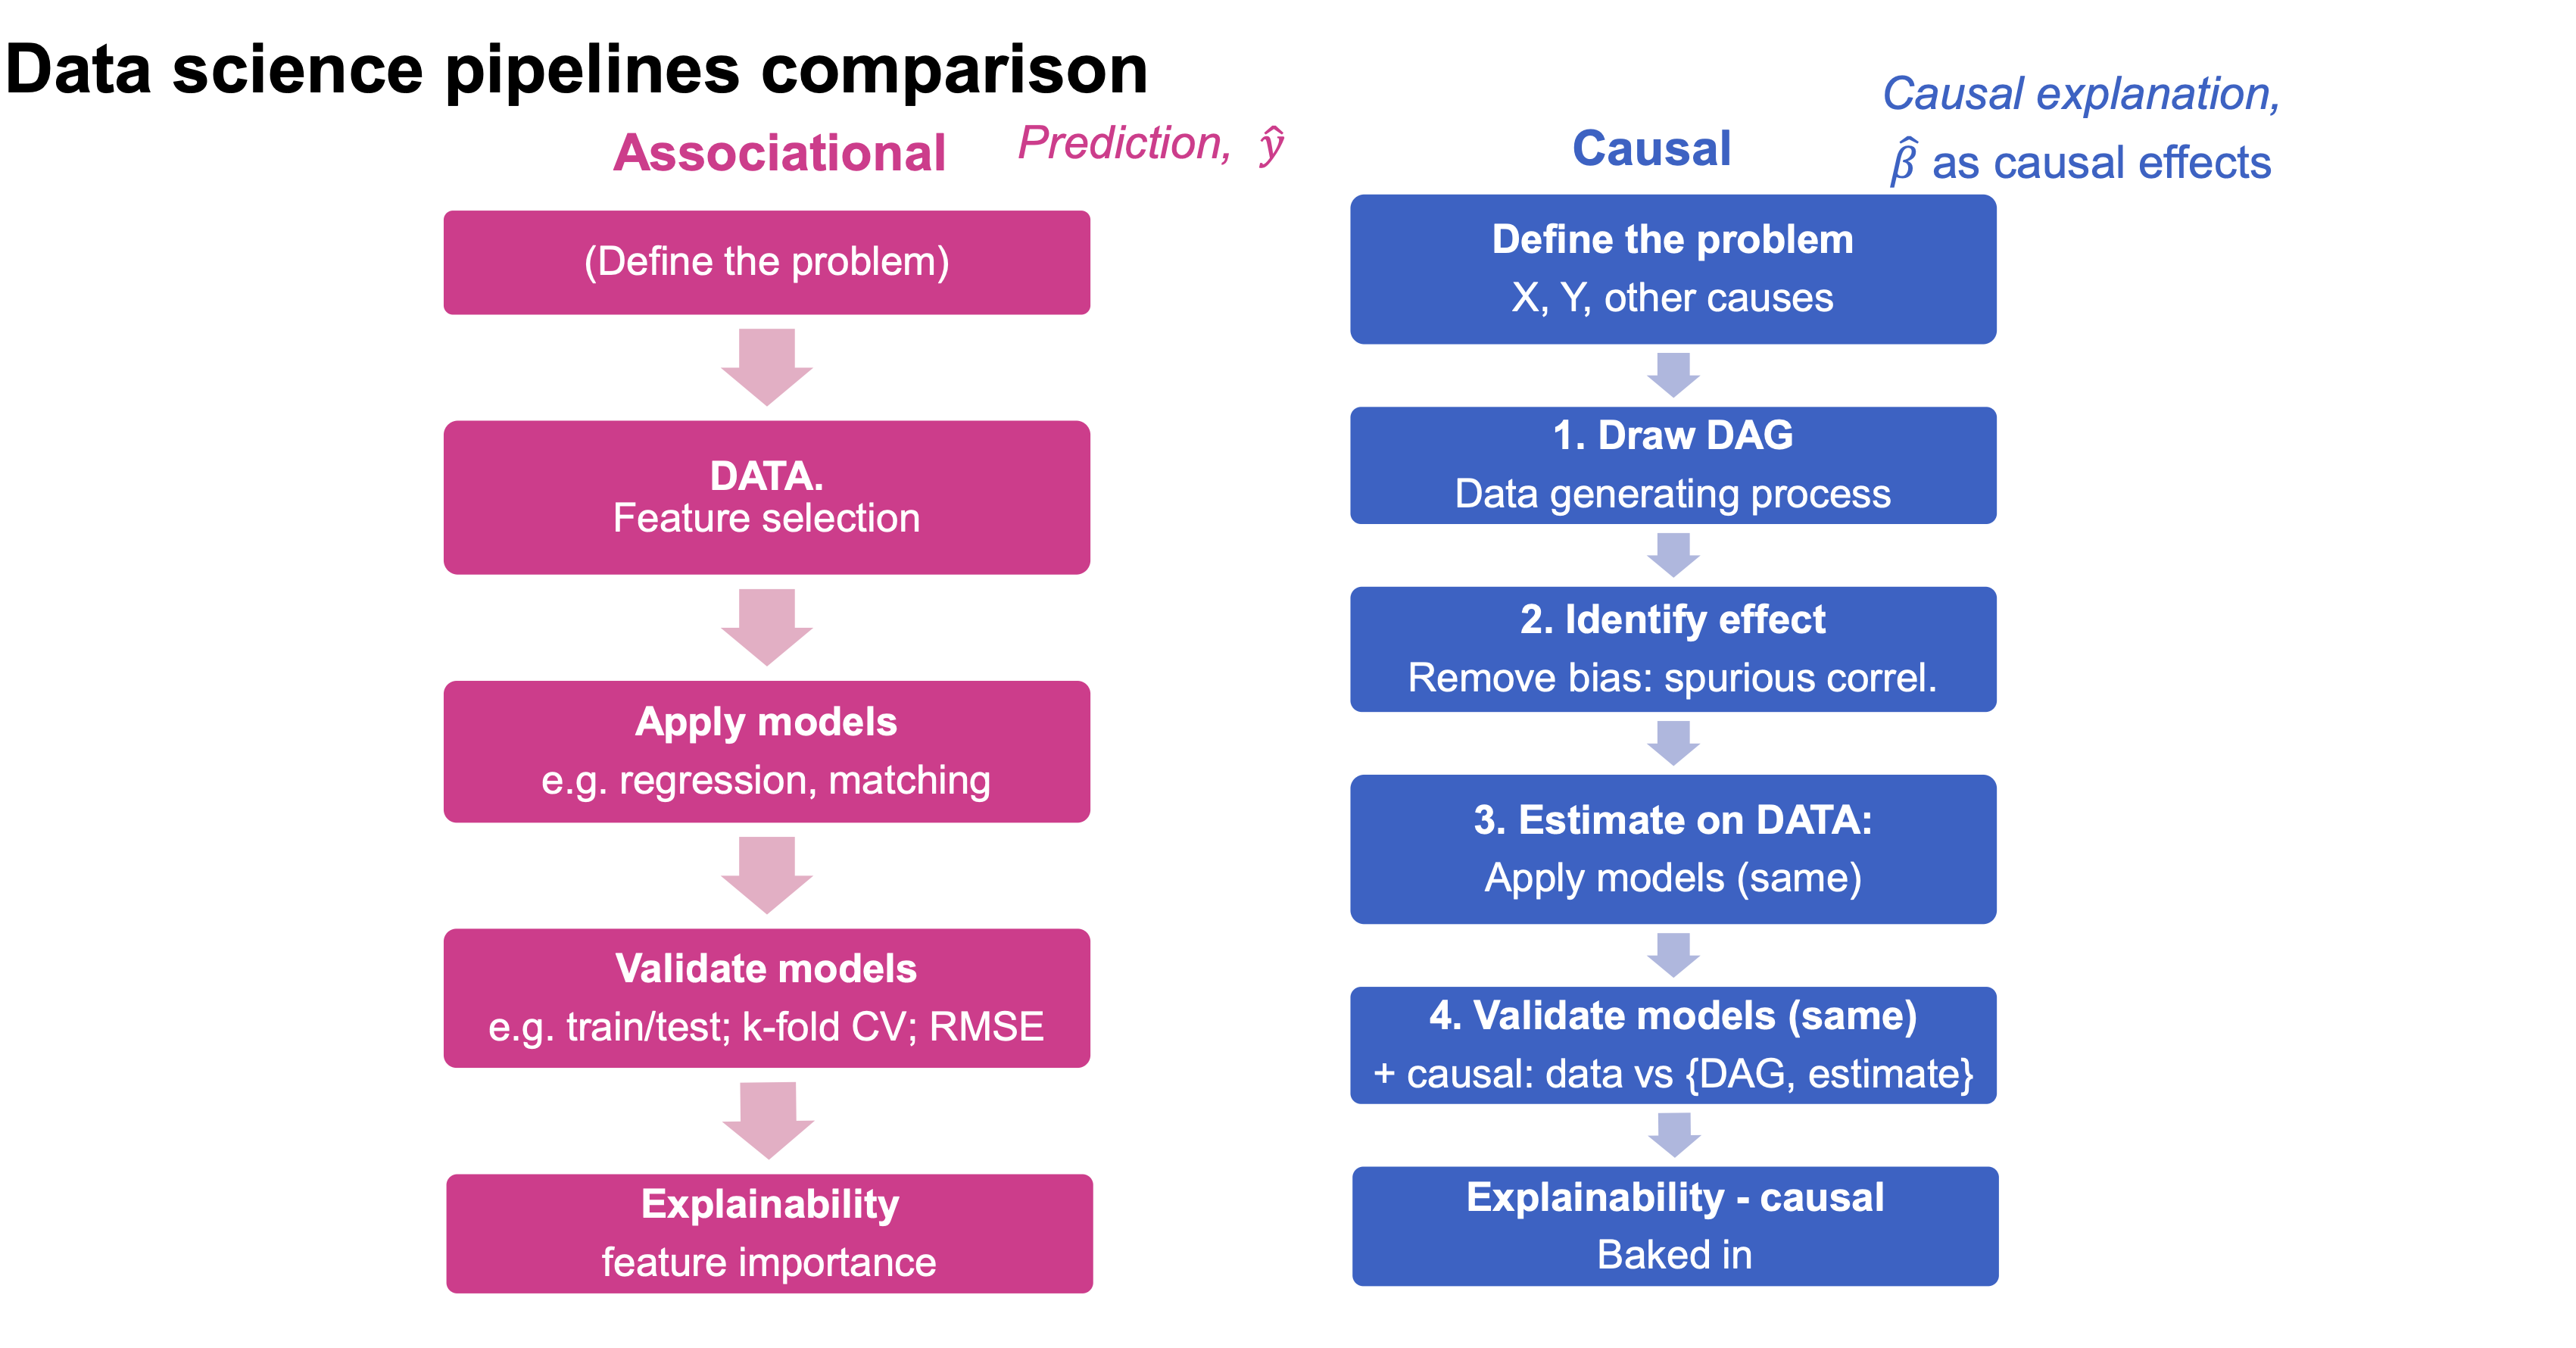 Data science pipelines comparison
Associational
Prediction, ŷ
(Define the problem)
DATA.
Feature selection
Apply models
e.g. regression, matching
Validate models
e.g. train/test; k-fold CV; RMSE
Explainability
feature importance
Causal
Causal explanation,
β̂ as causal effects
Define the problem
X, Y, other causes
1. Draw DAG
Data generating process
2. Identify effect
Remove bias: spurious correl.
3. Estimate on DATA:
Apply models (same)
4. Validate models (same)
+ causal: data vs {DAG, estimate}
Explainability - causal
Baked in